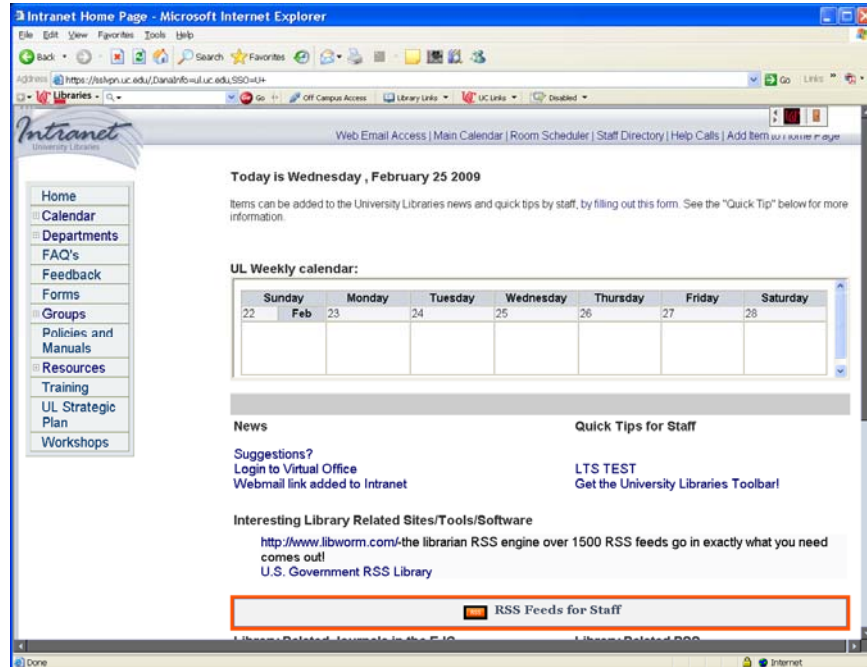 Intranet Home Page - Microsoft Internet Explorer
File Edit View Favorites Tools Help
Back Search Favorites
Address https://sslvpn.uc.edu/,DanaInfo=ul.uc.edu,SSO=U+ Go Links
Libraries Go Off Campus Access Library Links UC Links Disabled
Intranet
University Libraries
Web Email Access | Main Calendar | Room Scheduler | Staff Directory | Help Calls | Add Item to Home Page
Home
Calendar
Departments
FAQ's
Feedback
Forms
Groups
Policies and
Manuals
Resources
Training
UL Strategic
Plan
Workshops
Today is Wednesday , February 25 2009
Items can be added to the University Libraries news and quick tips by staff, by filling out this form. See the "Quick Tip" below for more
information.
UL Weekly calendar:
Sunday Monday Tuesday Wednesday Thursday Friday Saturday
22 Feb 23 24 25 26 27 28
News
Suggestions?
Login to Virtual Office
Webmail link added to Intranet
Quick Tips for Staff
LTS TEST
Get the University Libraries Toolbar!
Interesting Library Related Sites/Tools/Software
http://www.libworm.com/-the librarian RSS engine over 1500 RSS feeds go in exactly what you need
comes out!
U.S. Government RSS Library
RSS RSS Feeds for Staff
Library Related Journals in the EJC Library Related RSS
Done Internet